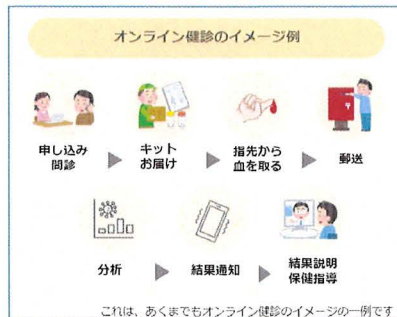 オンライン健診のイメージ例
申し込み
問診
キット
お届け
指先から
血を取る
郵送
分析
結果通知
結果説明
保健指導
これは、あくまでもオンライン健診のイメージの一例です